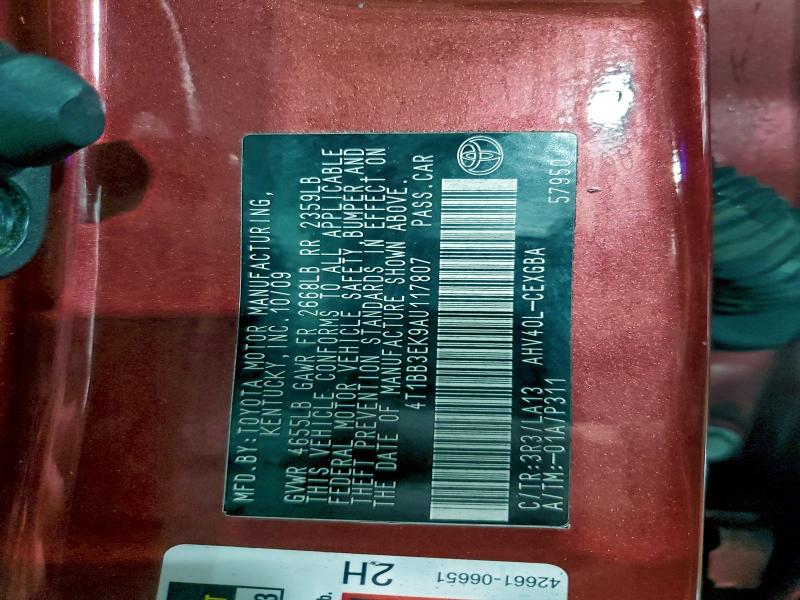 MFD.BY:TOYOTA MOTOR MANUFACTURING,
KENTUCKY, INC. 10/09
GVWR 4655LB GAWR FR 2668LB RR 2359LB
THIS VEHICLE CONFORMS TO ALL APPLICABLE
FEDERAL MOTOR VEHICLE SAFETY, BUMPER, AND
THEFT PREVENTION STANDARDS IN EFFECT ON
THE DATE OF MANUFACTURE SHOWN ABOVE.
4T1BB3EK9AU117807 PASS.CAR
C/TR:3R3/LA13 AHV40L-CEXGBA
A/TM:-01A/P311 57950
2H
42661-06651